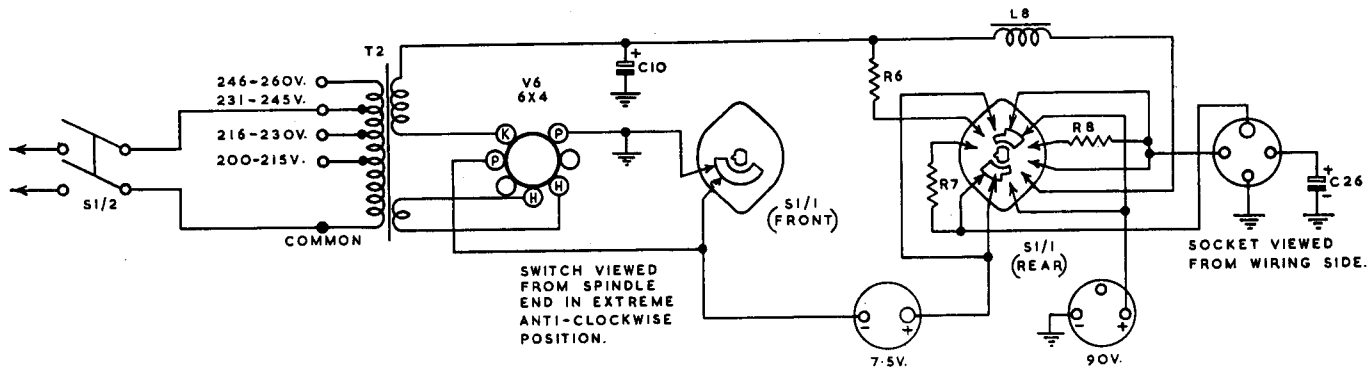 L8
T2
+
C10
R6
246-260V.
231-245V.
216-230V.
200-215V.
V6
6X4
K
P
P
H
H
R8
R7
+
C26
-
S1/2
COMMON
S1/1
(FRONT)
S1/1
(REAR)
SOCKET VIEWED
FROM WIRING SIDE.
SWITCH VIEWED
FROM SPINDLE
END IN EXTREME
ANTI-CLOCKWISE
POSITION.
- +
7·5V.
- +
90V.